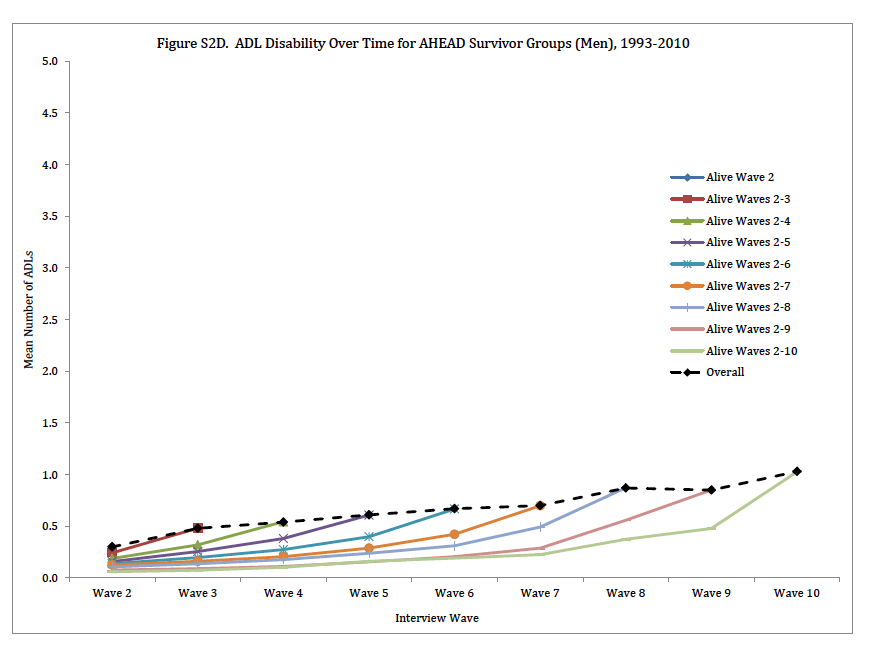 Figure S2D. ADL Disability Over Time for AHEAD Survivor Groups (Men), 1993-2010
5.0
4.5
4.0
3.5
3.0
2.5
2.0
1.5
1.0
0.5
0.0
Mean Number of ADLs
Alive Wave 2
Alive Waves 2-3
Alive Waves 2-4
Alive Waves 2-5
Alive Waves 2-6
Alive Waves 2-7
Alive Waves 2-8
Alive Waves 2-9
Alive Waves 2-10
Overall
Wave 2 Wave 3 Wave 4 Wave 5 Wave 6 Wave 7 Wave 8 Wave 9 Wave 10
Interview Wave